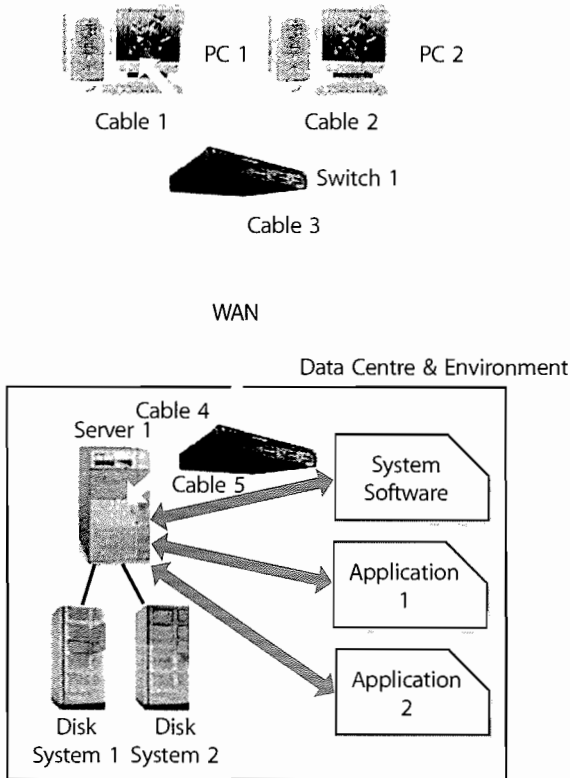 PC 1
PC 2
Cable 1
Cable 2
Switch 1
Cable 3
WAN
Data Centre & Environment
Cable 4
Server 1
Cable 5
System
Software
Application
1
Application
2
Disk
System 1
Disk
System 2